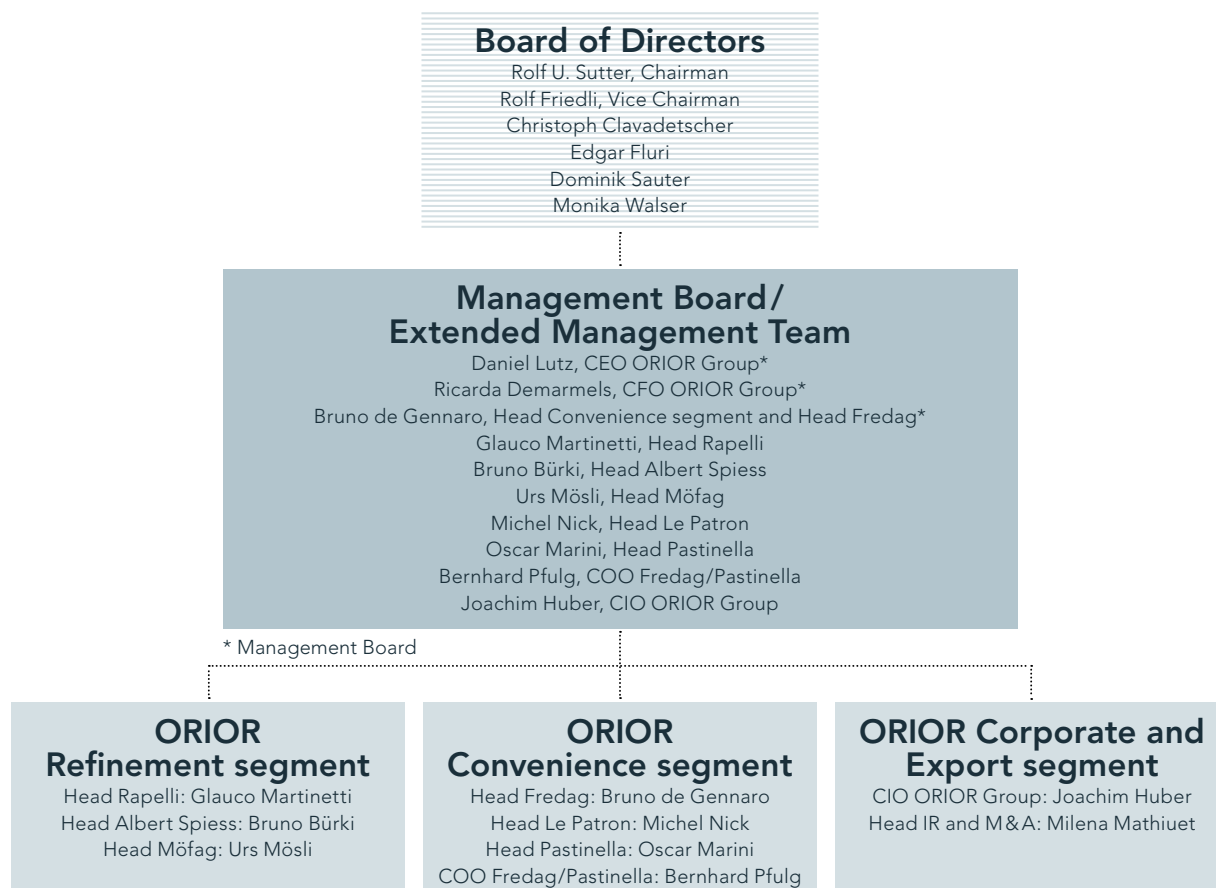 Board of Directors
Rolf U. Sutter, Chairman
Rolf Friedli, Vice Chairman
Christoph Clavadetscher
Edgar Fluri
Dominik Sauter
Monika Walser
Management Board/
Extended Management Team
Daniel Lutz, CEO ORIOR Group*
Ricarda Demarmels, CFO ORIOR Group*
Bruno de Gennaro, Head Convenience segment and Head Fredag*
Glauco Martinetti, Head Rapelli
Bruno Bürki, Head Albert Spiess
Urs Mösli, Head Möfag
Michel Nick, Head Le Patron
Oscar Marini, Head Pastinella
Bernhard Pfulg, COO Fredag/Pastinella
Joachim Huber, CIO ORIOR Group
* Management Board
ORIOR
Refinement segment
Head Rapelli: Glauco Martinetti
Head Albert Spiess: Bruno Bürki
Head Möfag: Urs Mösli
ORIOR
Convenience segment
Head Fredag: Bruno de Gennaro
Head Le Patron: Michel Nick
Head Pastinella: Oscar Marini
COO Fredag/Pastinella: Bernhard Pfulg
ORIOR Corporate and
Export segment
CIO ORIOR Group: Joachim Huber
Head IR and M&A: Milena Mathiuet